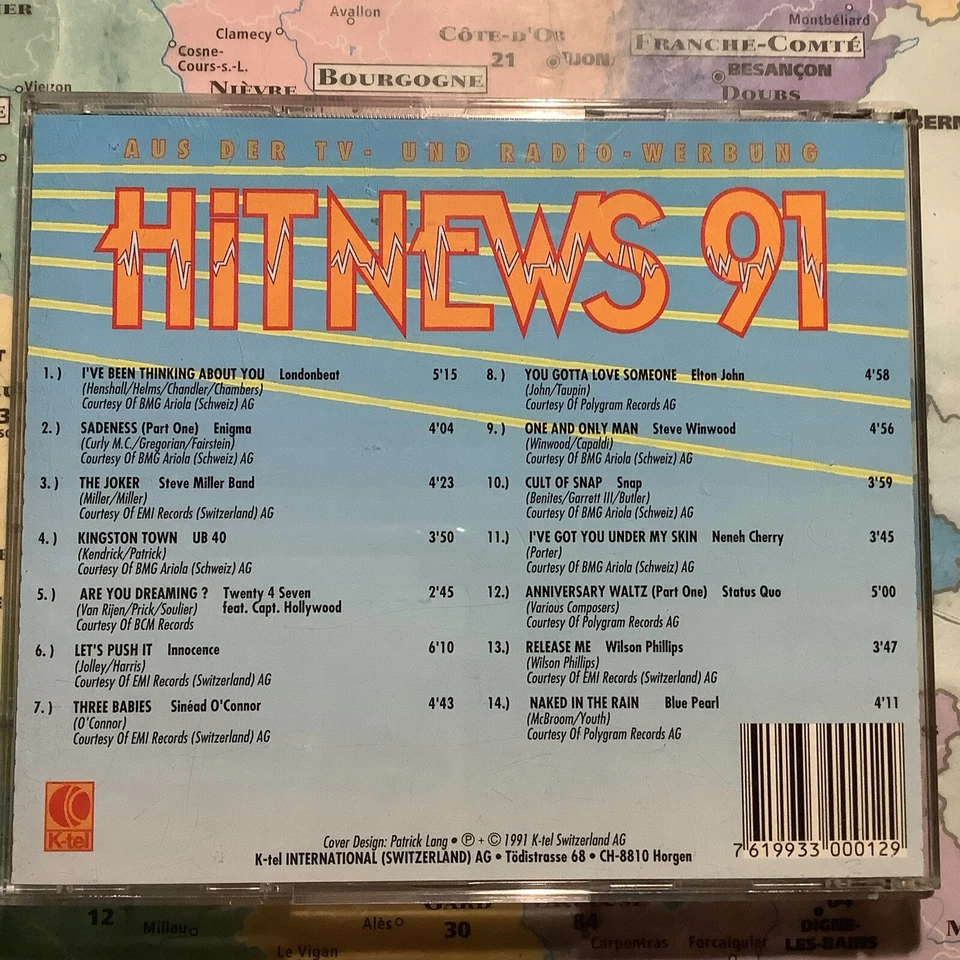 Avallon
Montbéliard
Clamecy
CÔTE-D'OR
FRANCHE-COMTÉ
Cosne-
Cours-s.-L.
21
DIJON
BESANÇON
BOURGOGNE
Vierzon
NIÈVRE
DOUBS
BERN
AUS DER TV- UND RADIO-WERBUNG
HiTNEWS 91
1.) I'VE BEEN THINKING ABOUT YOU Londonbeat 5'15
(Henshall/Helms/Chandler/Chambers)
Courtesy Of BMG Ariola (Schweiz) AG
2.) SADENESS (Part One) Enigma 4'04
(Curly M.C./Gregorian/Fairstein)
Courtesy Of BMG Ariola (Schweiz) AG
3.) THE JOKER Steve Miller Band 4'23
(Miller/Miller)
Courtesy Of EMI Records (Switzerland) AG
4.) KINGSTON TOWN UB 40 3'50
(Kendrick/Patrick)
Courtesy Of BMG Ariola (Schweiz) AG
5.) ARE YOU DREAMING ? Twenty 4 Seven 2'45
(Van Rijen/Prick/Soulier) feat. Capt. Hollywood
Courtesy Of BCM Records
6.) LET'S PUSH IT Innocence 6'10
(Jolley/Harris)
Courtesy Of EMI Records (Switzerland) AG
7.) THREE BABIES Sinéad O'Connor 4'43
(O'Connor)
Courtesy Of EMI Records (Switzerland) AG
8.) YOU GOTTA LOVE SOMEONE Elton John 4'58
(John/Taupin)
Courtesy Of Polygram Records AG
9.) ONE AND ONLY MAN Steve Winwood 4'56
(Winwood/Capaldi)
Courtesy Of BMG Ariola (Schweiz) AG
10.) CULT OF SNAP Snap 3'59
(Benites/Garrett III/Butler)
Courtesy Of BMG Ariola (Schweiz) AG
11.) I'VE GOT YOU UNDER MY SKIN Neneh Cherry 3'45
(Porter)
Courtesy Of BMG Ariola (Schweiz) AG
12.) ANNIVERSARY WALTZ (Part One) Status Quo 5'00
(Various Composers)
Courtesy Of Polygram Records AG
13.) RELEASE ME Wilson Phillips 3'47
(Wilson Phillips)
Courtesy Of EMI Records (Switzerland) AG
14.) NAKED IN THE RAIN Blue Pearl 4'11
(McBroom/Youth)
Courtesy Of Polygram Records AG
K-tel
Cover Design: Patrick Lang • Ⓟ + © 1991 K-tel Switzerland AG
K-tel INTERNATIONAL (SWITZERLAND) AG • Tödistrasse 68 • CH-8810 Horgen
7 619933 000129
12
Millau
GARD
Alès
30
Le Vigan
84
Carpentras
Forcalquier
04
DIGNE-
LES-BAINS